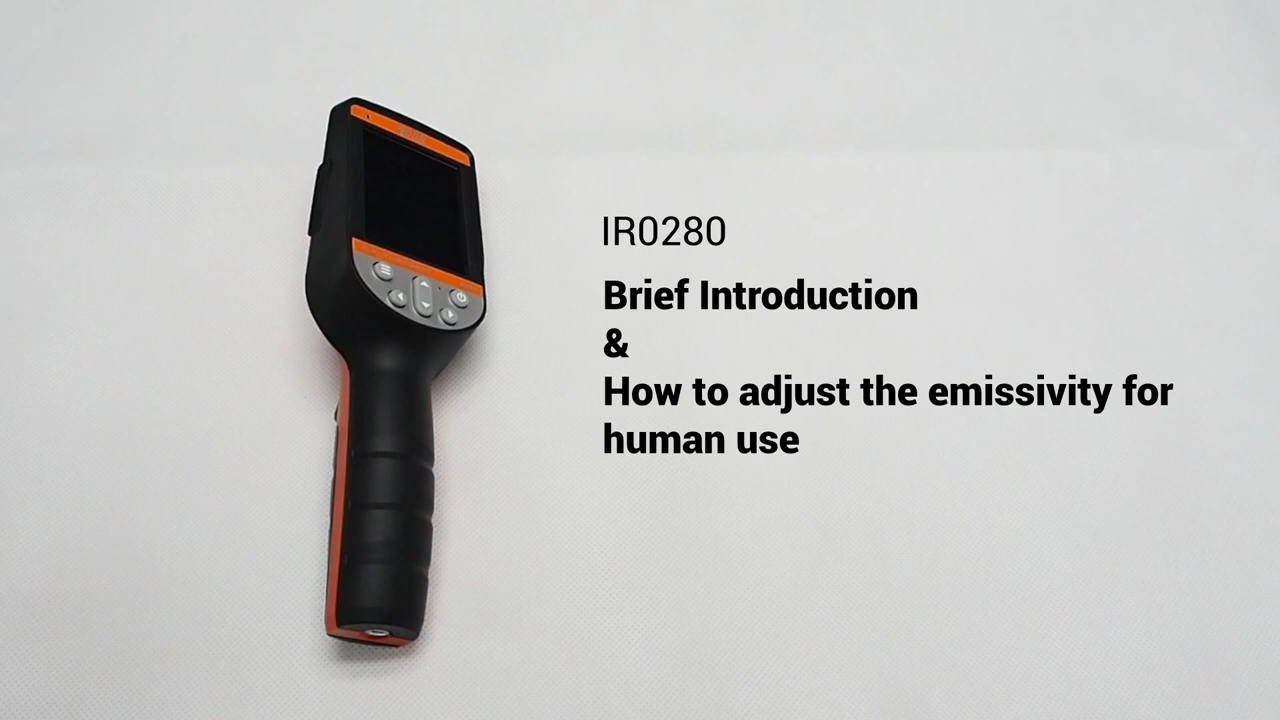 IR0280
Brief Introduction
&
How to adjust the emissivity for
human use